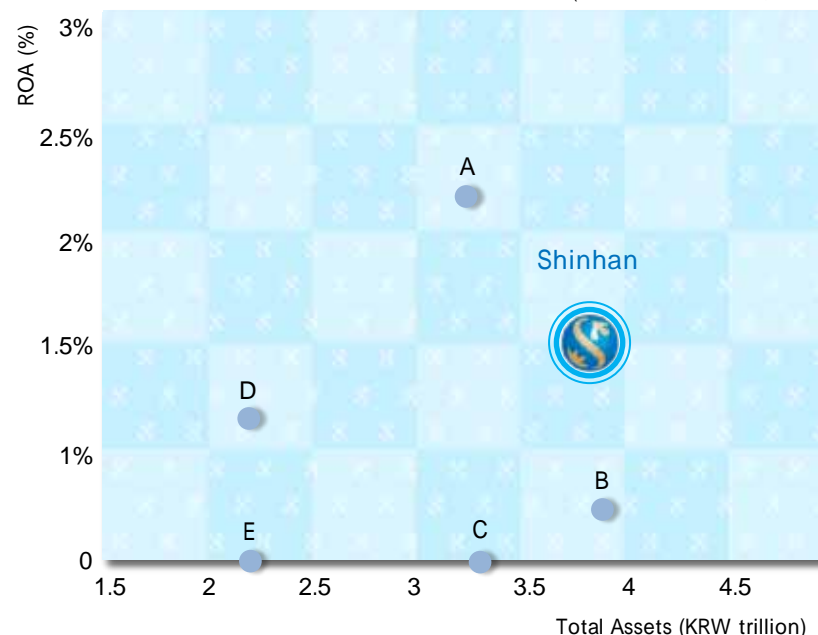 ROA (%)
3%
2.5%
2%
1.5%
1%
0
A
Shinhan
D
B
E
C
1.5 2 2.5 3 3.5 4 4.5
Total Assets (KRW trillion)